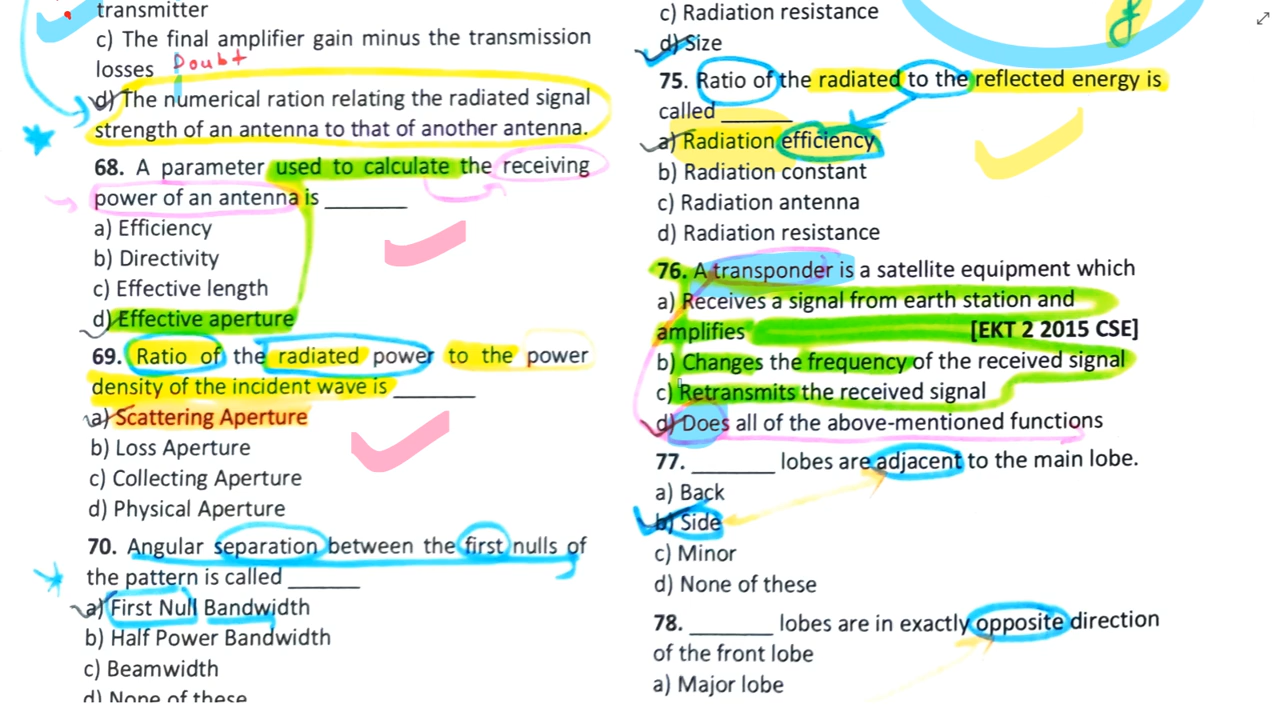 transmitter
c) The final amplifier gain minus the transmission
losses Doubt
d) The numerical ration relating the radiated signal
strength of an antenna to that of another antenna.
68. A parameter used to calculate the receiving
power of an antenna is ________
a) Efficiency
b) Directivity
c) Effective length
d) Effective aperture
69. Ratio of the radiated power to the power
density of the incident wave is ________
a) Scattering Aperture
b) Loss Aperture
c) Collecting Aperture
d) Physical Aperture
70. Angular separation between the first nulls of
the pattern is called _______
a) First Null Bandwidth
b) Half Power Bandwidth
c) Beamwidth
d) None of these
c) Radiation resistance
d) Size
75. Ratio of the radiated to the reflected energy is
called _______
a) Radiation efficiency
b) Radiation constant
c) Radiation antenna
d) Radiation resistance
76. A transponder is a satellite equipment which
a) Receives a signal from earth station and
amplifies [EKT 2 2015 CSE]
b) Changes the frequency of the received signal
c) Retransmits the received signal
d) Does all of the above-mentioned functions
77. ________ lobes are adjacent to the main lobe.
a) Back
b) Side
c) Minor
d) None of these
78. ________ lobes are in exactly opposite direction
of the front lobe
a) Major lobe